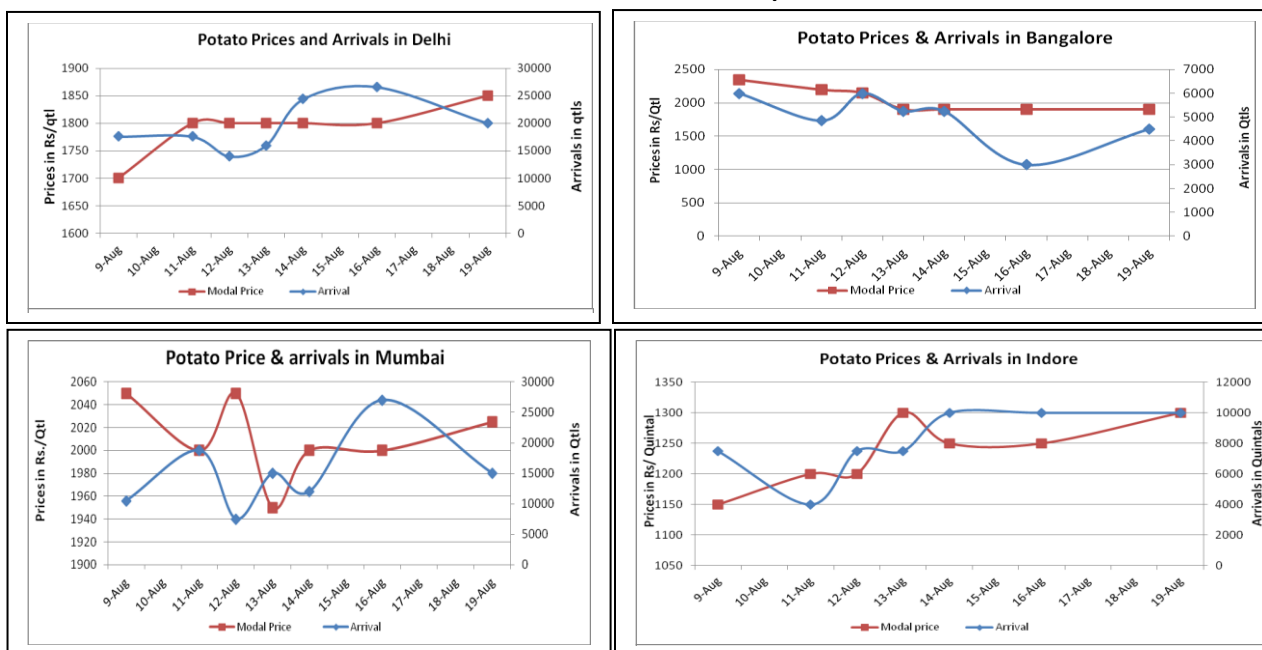 Potato Prices and Arrivals in Delhi
1900
1850
1800
1750
1700
1650
1600
30000
25000
20000
15000
10000
5000
0
Prices in Rs/qtl
Arrivals in qtls
9-Aug
10-Aug
11-Aug
12-Aug
13-Aug
14-Aug
15-Aug
16-Aug
17-Aug
18-Aug
19-Aug
Modal Price
Arrival
Potato Prices & Arrivals in Bangalore
2500
2000
1500
1000
500
0
7000
6000
5000
4000
3000
2000
1000
0
Prices in Rs/Qtl
Arrivals in Qtls
9-Aug
10-Aug
11-Aug
12-Aug
13-Aug
14-Aug
15-Aug
16-Aug
17-Aug
18-Aug
19-Aug
Modal Price
Arrival
Potato Price & arrivals in Mumbai
2060
2040
2020
2000
1980
1960
1940
1920
1900
30000
25000
20000
15000
10000
5000
0
Prices in Rs./Qtl
Arrivals in Qtls
9-Aug
10-Aug
11-Aug
12-Aug
13-Aug
14-Aug
15-Aug
16-Aug
17-Aug
18-Aug
19-Aug
Modal Price
Arrival
Potato Prices & Arrivals in Indore
1350
1300
1250
1200
1150
1100
1050
12000
10000
8000
6000
4000
2000
0
Prices in Rs/ Quintal
Arrivals in Quintals
9-Aug
10-Aug
11-Aug
12-Aug
13-Aug
14-Aug
15-Aug
16-Aug
17-Aug
18-Aug
19-Aug
Modal price
Arrival